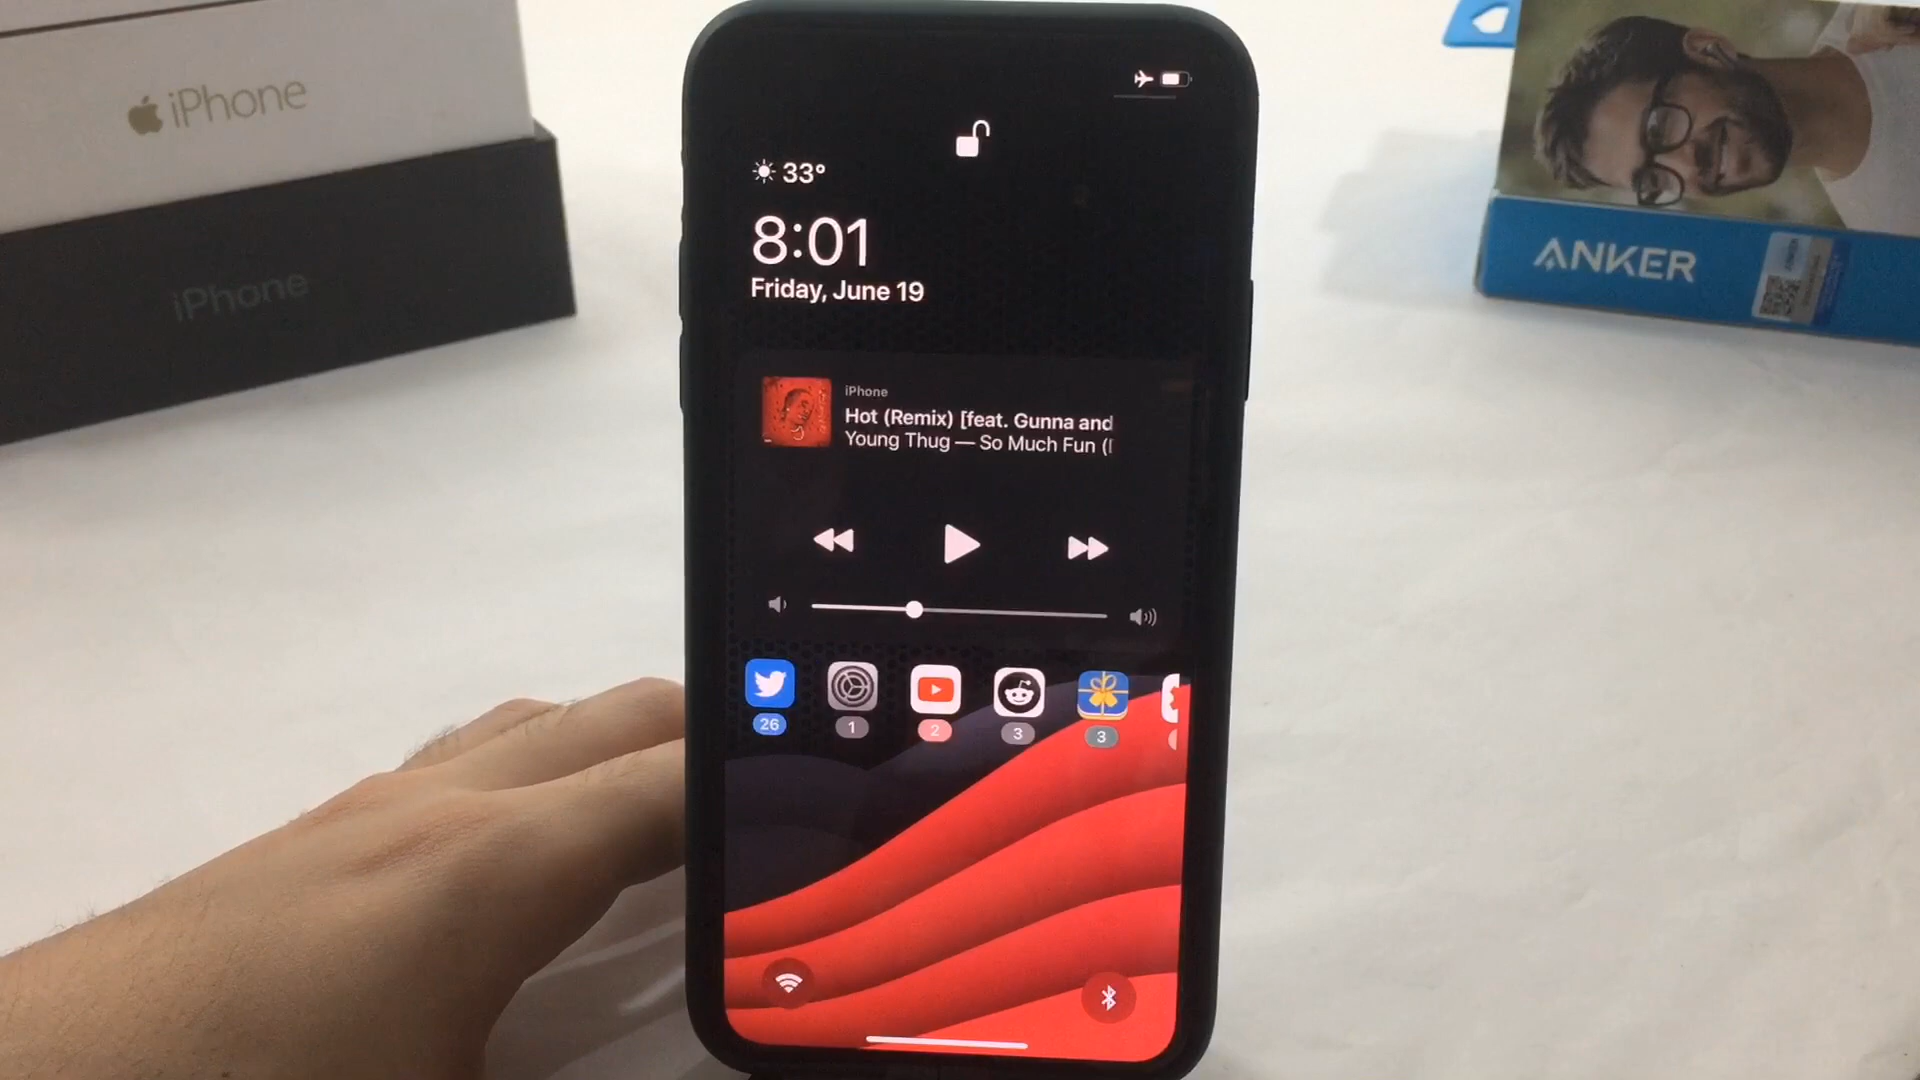 iPhone
iPhone
33°
8:01
Friday, June 19
iPhone
Hot (Remix) [feat. Gunna and
Young Thug — So Much Fun (
26
1
2
3
3
ANKER